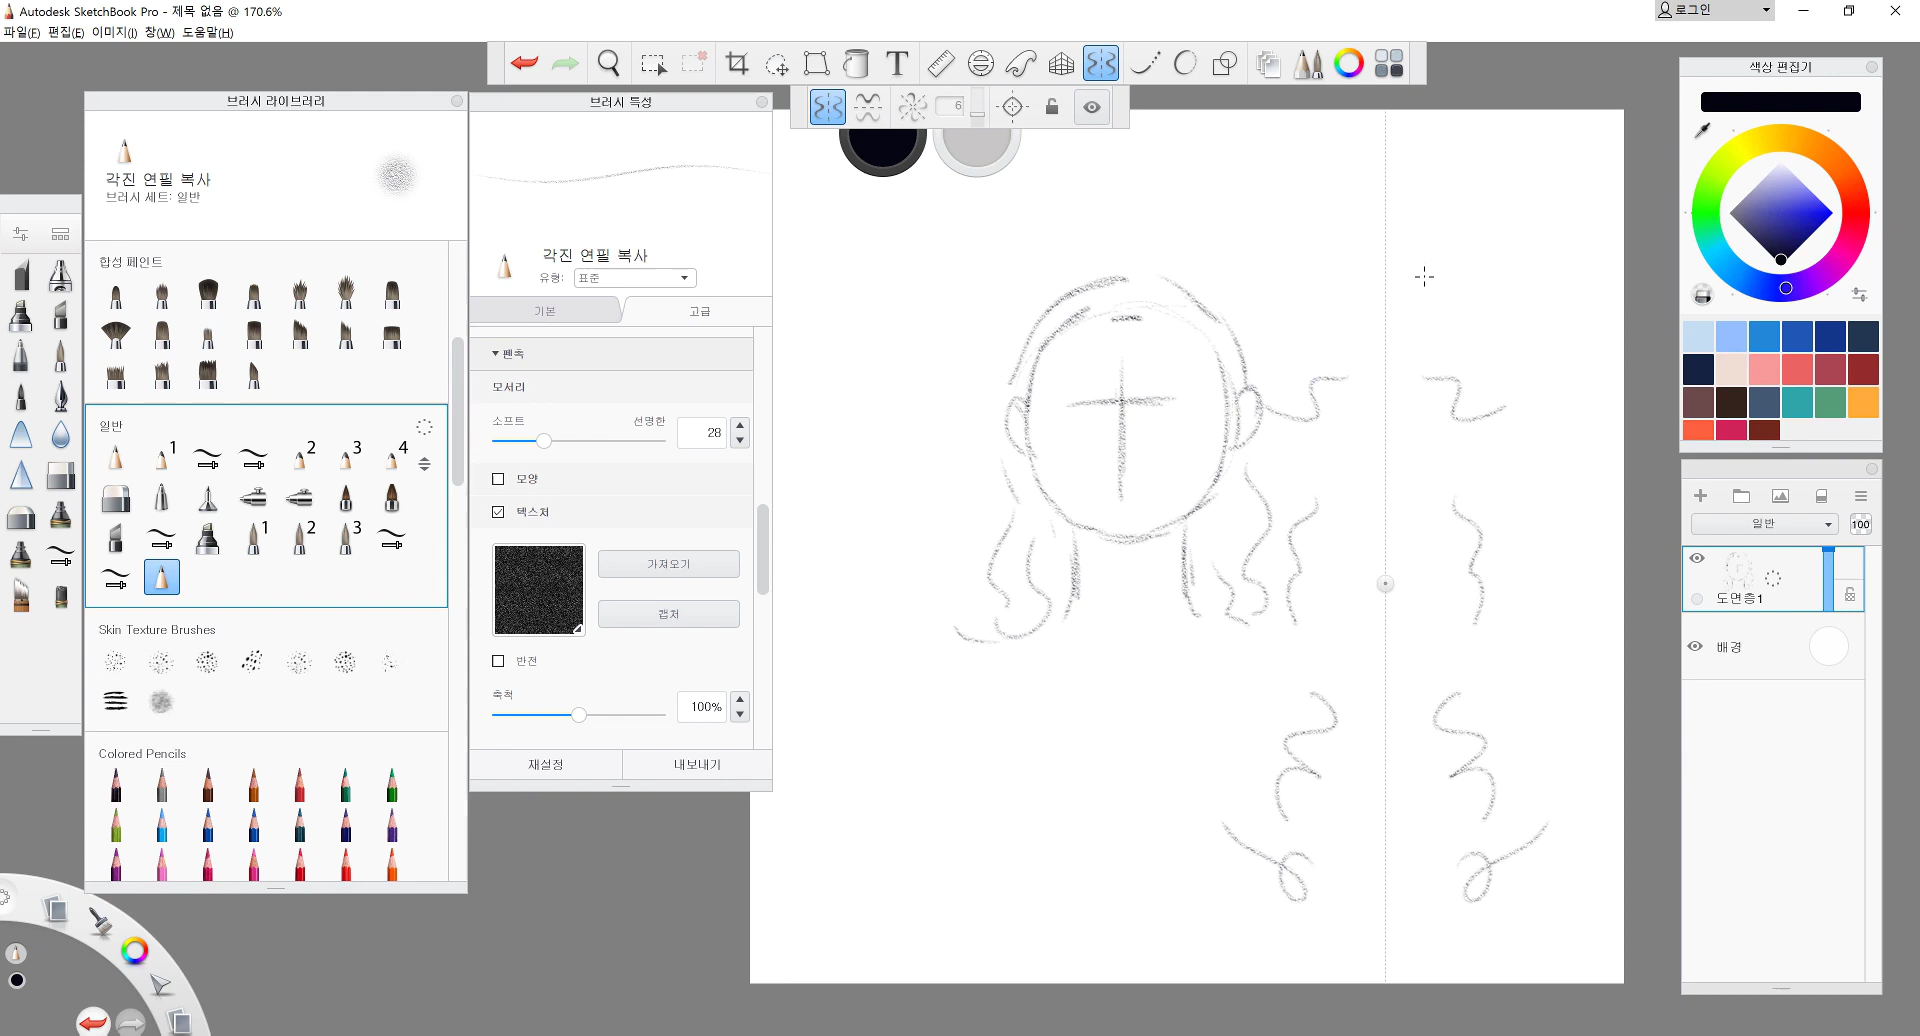 Autodesk SketchBook Pro - 제목 없음 @ 170.6%
로그인
파일(F) 편집(E) 이미지(I) 창(W) 도움말(H)
T
6
브러시 라이브러리
각진 연필 복사
브러시 세트: 일반
합성 페인트
일반
1
2
3
4
1
2
3
Skin Texture Brushes
Colored Pencils
브러시 특성
각진 연필 복사
유형: 표준
기본
고급
펜촉
모서리
소프트
선명한
28
모양
텍스처
가져오기
캡처
반전
축척
100%
재설정
내보내기
색상 편집기
일반
100
도면층1
배경